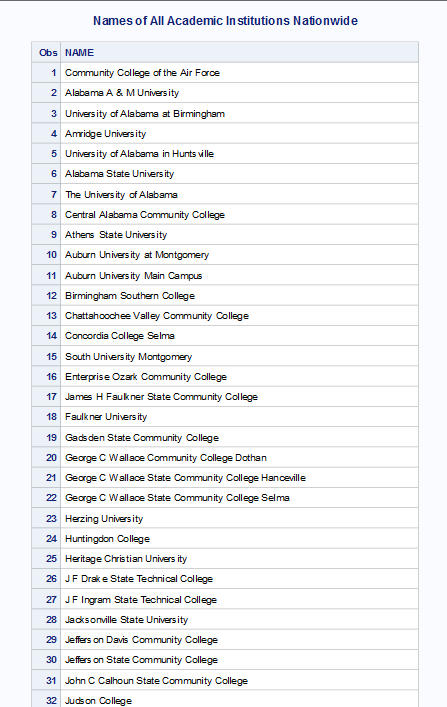 Names of All Academic Institutions Nationwide
Obs NAME
1 Community College of the Air Force
2 Alabama A & M University
3 University of Alabama at Birmingham
4 Amridge University
5 University of Alabama in Huntsville
6 Alabama State University
7 The University of Alabama
8 Central Alabama Community College
9 Athens State University
10 Auburn University at Montgomery
11 Auburn University Main Campus
12 Birmingham Southern College
13 Chattahoochee Valley Community College
14 Concordia College Selma
15 South University Montgomery
16 Enterprise Ozark Community College
17 James H Faulkner State Community College
18 Faulkner University
19 Gadsden State Community College
20 George C Wallace Community College Dothan
21 George C Wallace State Community College Hanceville
22 George C Wallace State Community College Selma
23 Herzing University
24 Huntingdon College
25 Heritage Christian University
26 J F Drake State Technical College
27 J F Ingram State Technical College
28 Jacksonville State University
29 Jefferson Davis Community College
30 Jefferson State Community College
31 John C Calhoun State Community College
32 Judson College